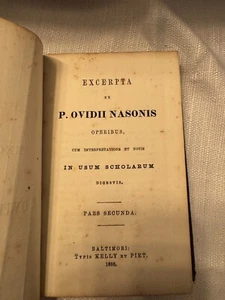 EXCERPTA
EX
P. OVIDII NASONIS
OPERIBUS,
CUM INTERPRETATIONE ET NOTIS
IN USUM SCHOLARUM
DIGESTIS.
PARS SECUNDA.
BALTIMORI:
TYPIS KELLY ET PIET,